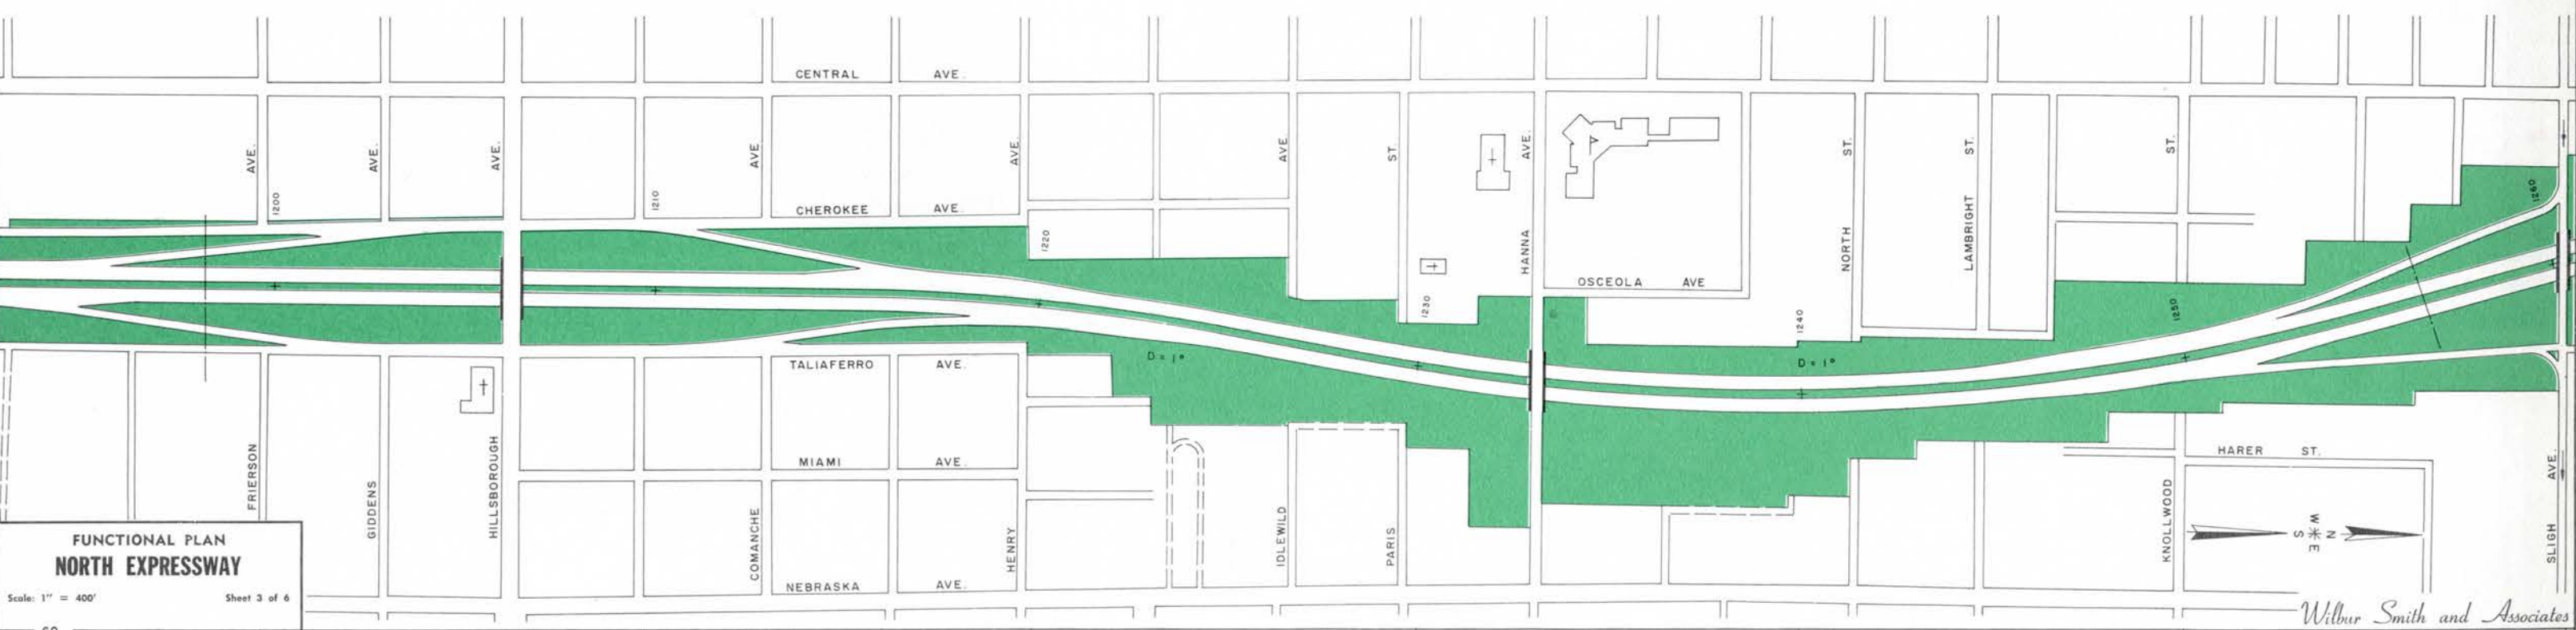 CENTRAL AVE.
AVE.
AVE.
AVE.
AVE.
AVE.
AVE.
ST.
AVE.
ST.
ST.
ST.
1200
1210
CHEROKEE AVE.
1220
1230
HANNA
OSCEOLA AVE
NORTH
LAMBRIGHT
1240
1250
1260
D = 1°
D = 1°
TALIAFERRO AVE.
MIAMI AVE.
NEBRASKA AVE.
FRIERSON
GIDDENS
HILLSBOROUGH
COMANCHE
HENRY
IDLEWILD
PARIS
KNOLLWOOD
HARER ST.
SLIGH AVE.
W
S N
E
FUNCTIONAL PLAN
NORTH EXPRESSWAY
Scale: 1" = 400' Sheet 3 of 6
Wilbur Smith and Associates